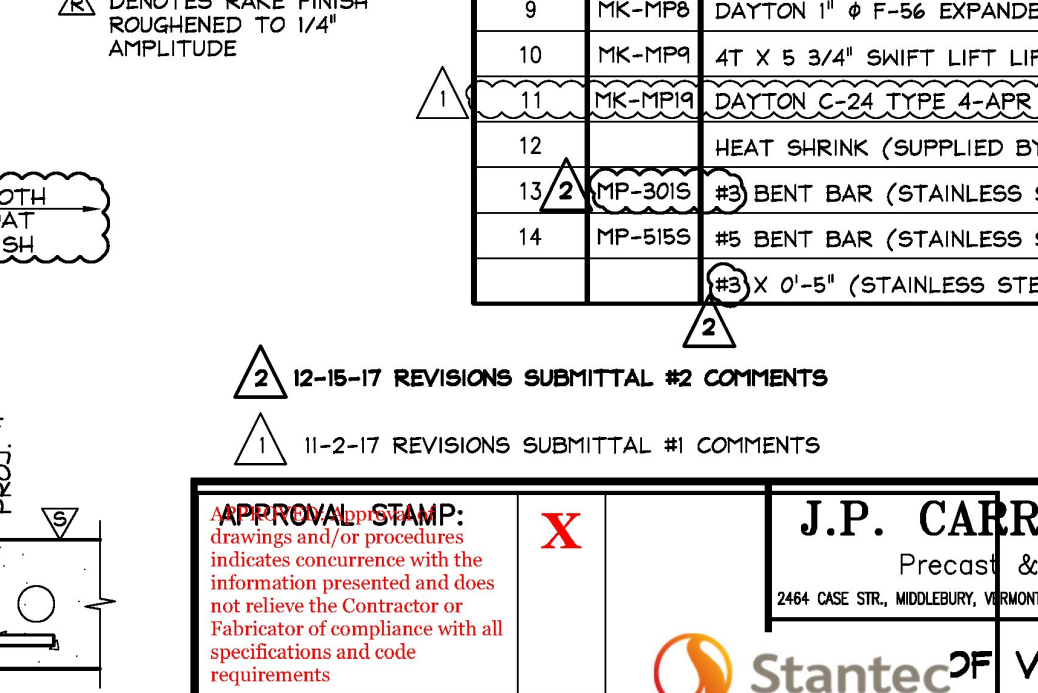 DENOTES RAKE FINISH
ROUGHENED TO 1/4"
AMPLITUDE
R
9 MK-MP8 DAYTON 1" ϕ F-56 EXPANDE
10 MK-MP9 4T X 5 3/4" SWIFT LIFT LIF
1
11 MK-MP19 DAYTON C-24 TYPE 4-APR
12 HEAT SHRINK (SUPPLIED BY
13 2 MP-301S #3 BENT BAR (STAINLESS S
14 MP-515S #5 BENT BAR (STAINLESS S
#3 X 0'-5" (STAINLESS STE
2
OTH
AT
SH
2 12-15-17 REVISIONS SUBMITTAL #2 COMMENTS
1 11-2-17 REVISIONS SUBMITTAL #1 COMMENTS
PROJ.
S
APPROVAL STAMP:
APPROVED: Approval of
drawings and/or procedures
indicates concurrence with the
information presented and does
not relieve the Contractor or
Fabricator of compliance with all
specifications and code
requirements
X
J.P. CARR
Precast &
2464 CASE STR., MIDDLEBURY, VERMONT
Stantec
OF V